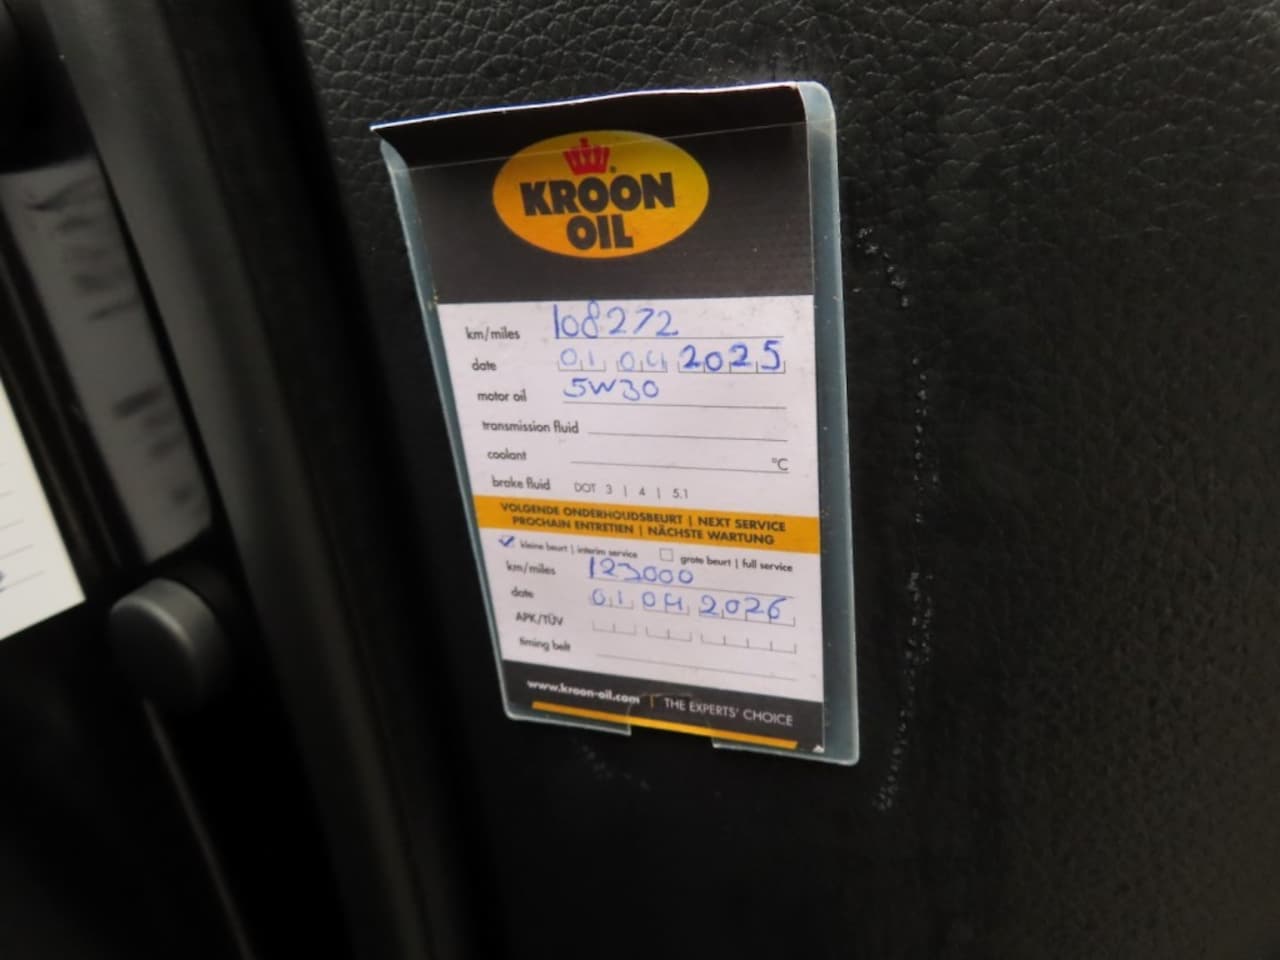 KROON
OIL
km/miles 108272
date 01 04 2025
motor oil 5W30
transmission fluid
coolant °C
brake fluid DOT 3 | 4 | 5.1
VOLGENDE ONDERHOUDSBEURT | NEXT SERVICE
PROCHAIN ENTRETIEN | NÄCHSTE WARTUNG
kleine beurt | interim service grote beurt | full service
km/miles 123000
date 01 04 2026
APK/TÜV
timing belt
www.kroon-oil.com | THE EXPERTS' CHOICE